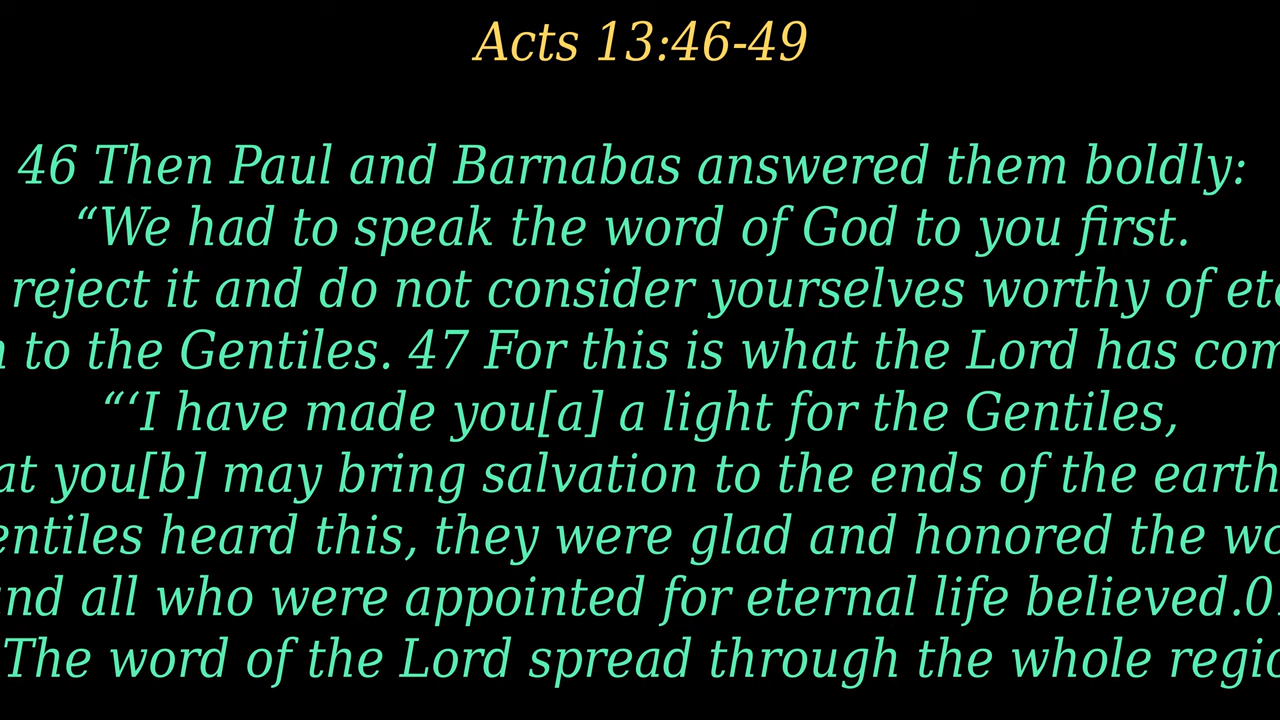 Acts 13:46-49
46 Then Paul and Barnabas answered them boldly:
“We had to speak the word of God to you first.
reject it and do not consider yourselves worthy of
to the Gentiles. 47 For this is what the Lord has
“‘I have made you[a] a light for the Gentiles,
you[b] may bring salvation to the ends of the earth
heard this, they were glad and honored the
all who were appointed for eternal life believed.0
The word of the Lord spread through the whole